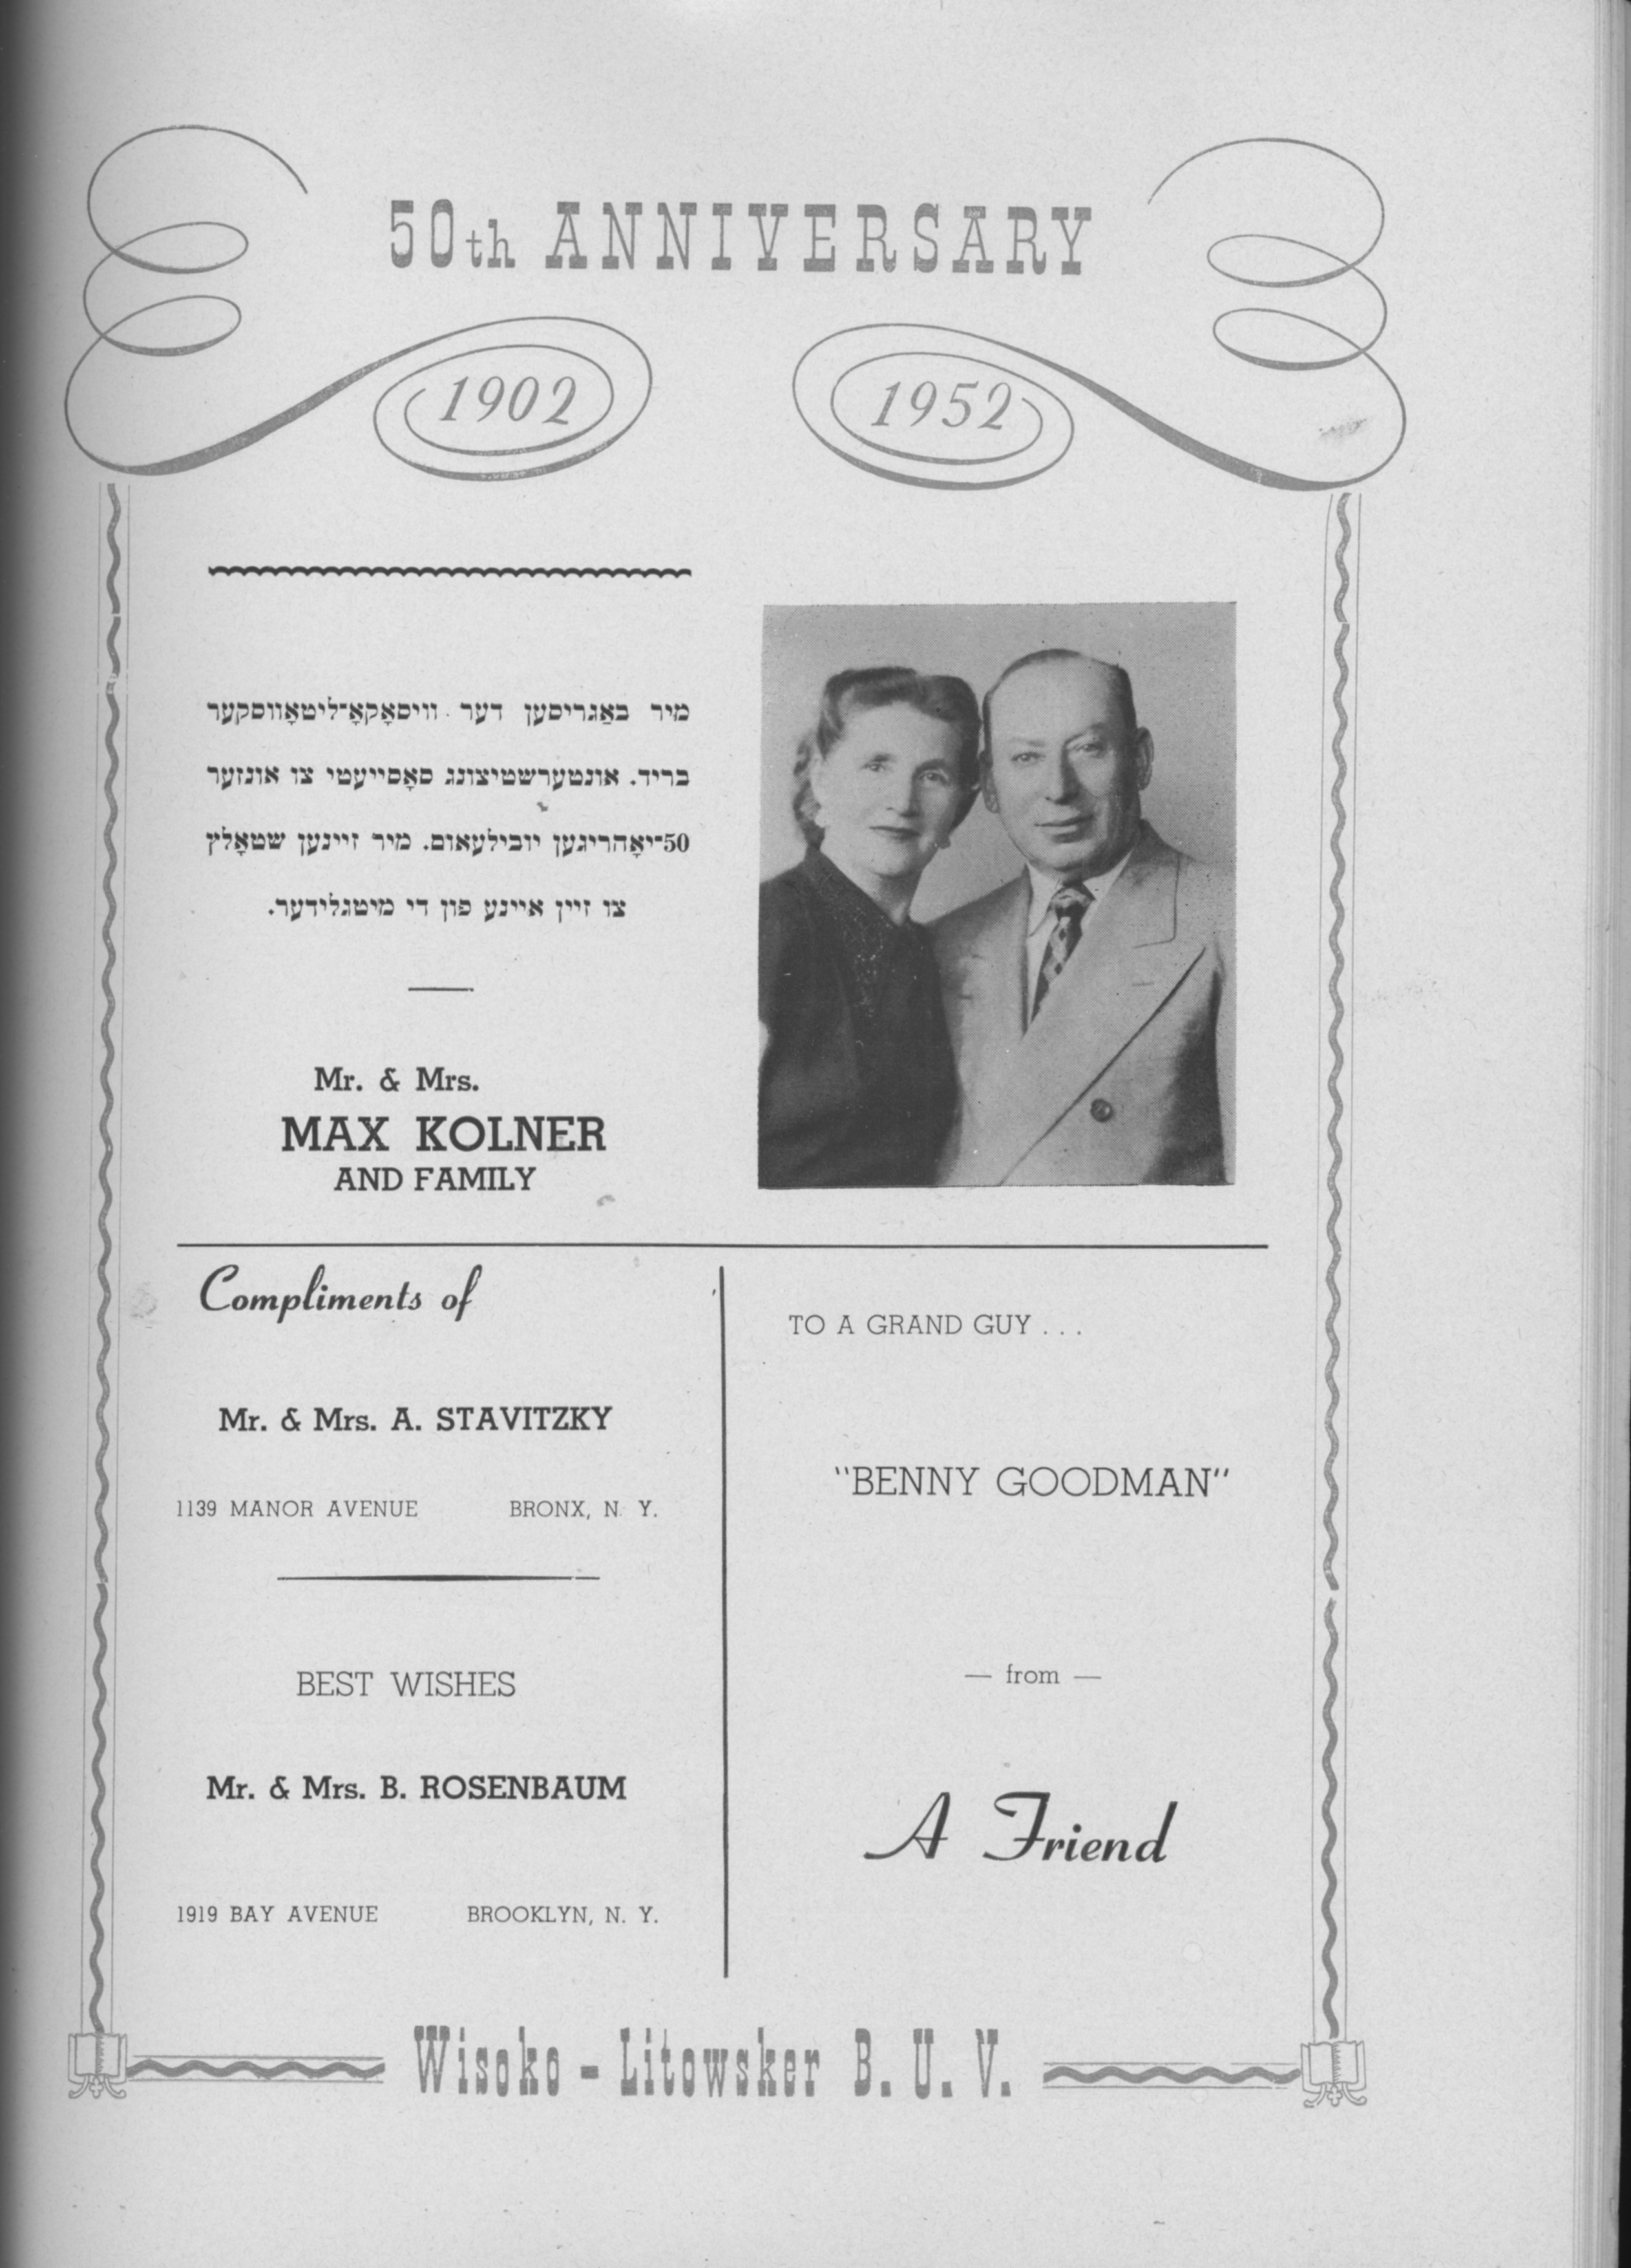 50th ANNIVERSARY
1902 1952
מיר באַגריסען דער וויסאָקאָ־ליטאָווסקער
בריד. אונטערשטיצונג סאָסייעטי צו אונזער
50־יאָהריגען יובילעאום. מיר זיינען שטאָלץ
צו זיין איינע פון די מיטגלידער.
Mr. & Mrs.
MAX KOLNER
AND FAMILY
Compliments of
Mr. & Mrs. A. STAVITZKY
1139 MANOR AVENUE BRONX, N. Y.
BEST WISHES
Mr. & Mrs. B. ROSENBAUM
1919 BAY AVENUE BROOKLYN, N. Y.
TO A GRAND GUY . . .
"BENNY GOODMAN"
— from —
A Friend
Wisoko - Litowsker B. U. V.